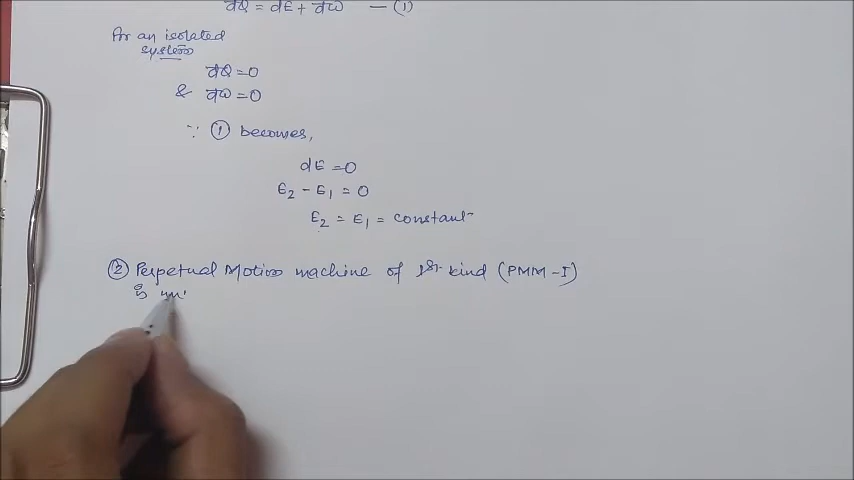 đQ = dE + đW — (1)
For an isolated
system
đQ = 0
& đW = 0
∵ ① becomes,
dE = 0
E₂ - E₁ = 0
E₂ = E₁ = constant
② Perpetual Motion machine of 1st kind (PMM-I)
is